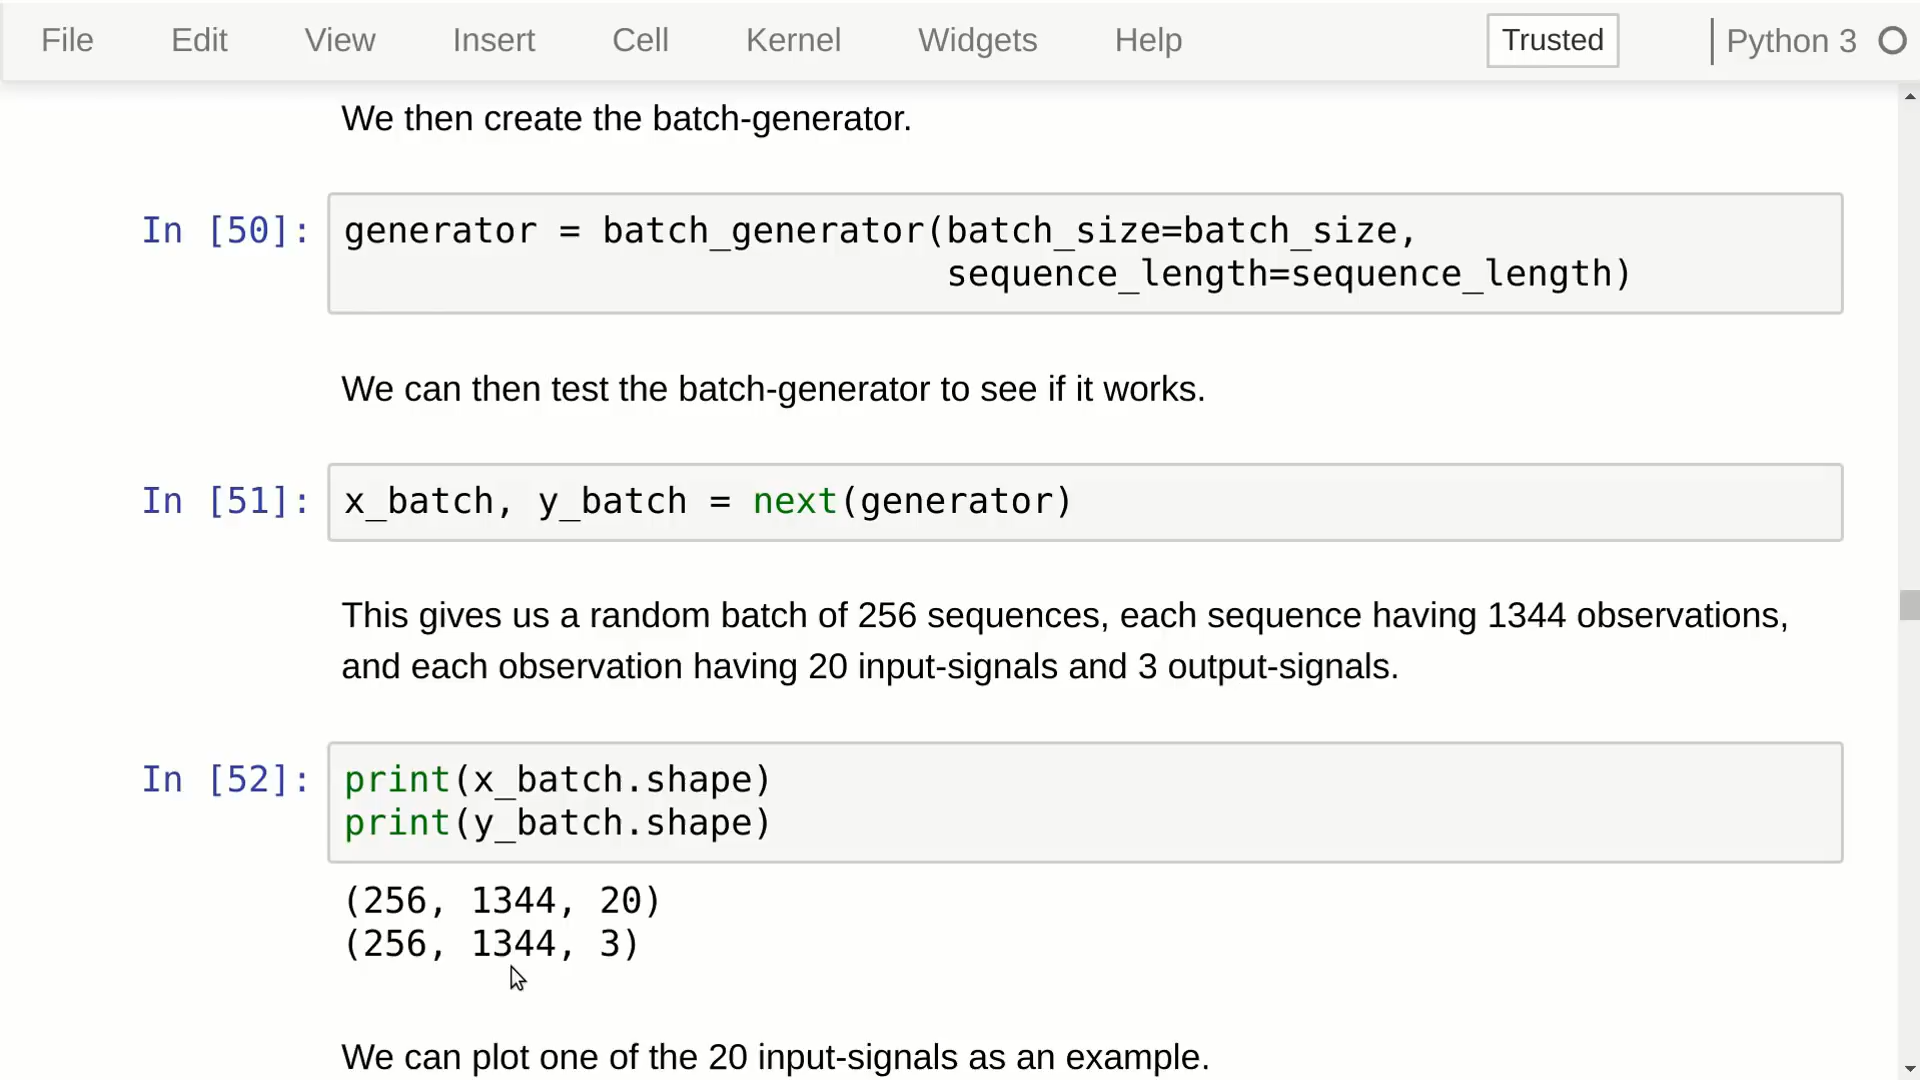 File Edit View Insert Cell Kernel Widgets Help Trusted Python 3
We then create the batch-generator.
In [50]: generator = batch_generator(batch_size=batch_size,
sequence_length=sequence_length)
We can then test the batch-generator to see if it works.
In [51]: x_batch, y_batch = next(generator)
This gives us a random batch of 256 sequences, each sequence having 1344 observations,
and each observation having 20 input-signals and 3 output-signals.
In [52]: print(x_batch.shape)
print(y_batch.shape)
(256, 1344, 20)
(256, 1344, 3)
We can plot one of the 20 input-signals as an example.